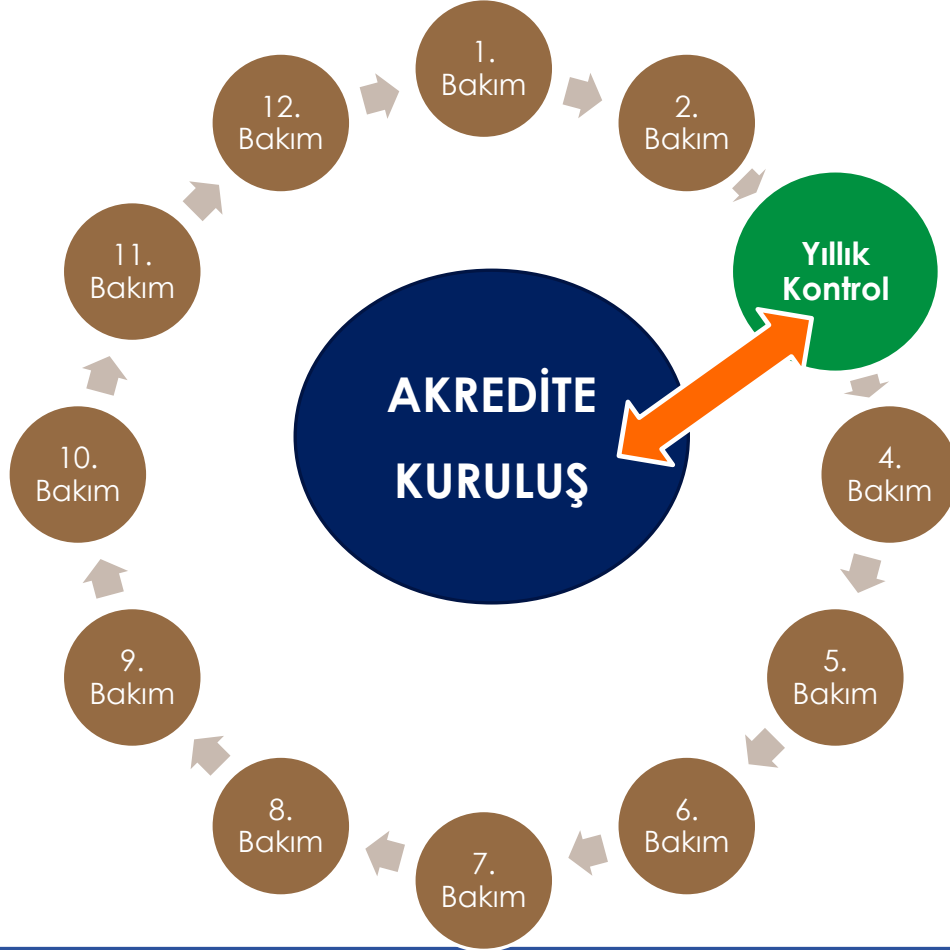 1.
Bakım
2.
Bakım
Yıllık
Kontrol
4.
Bakım
5.
Bakım
6.
Bakım
7.
Bakım
8.
Bakım
9.
Bakım
10.
Bakım
11.
Bakım
12.
Bakım
AKREDİTE
KURULUŞ